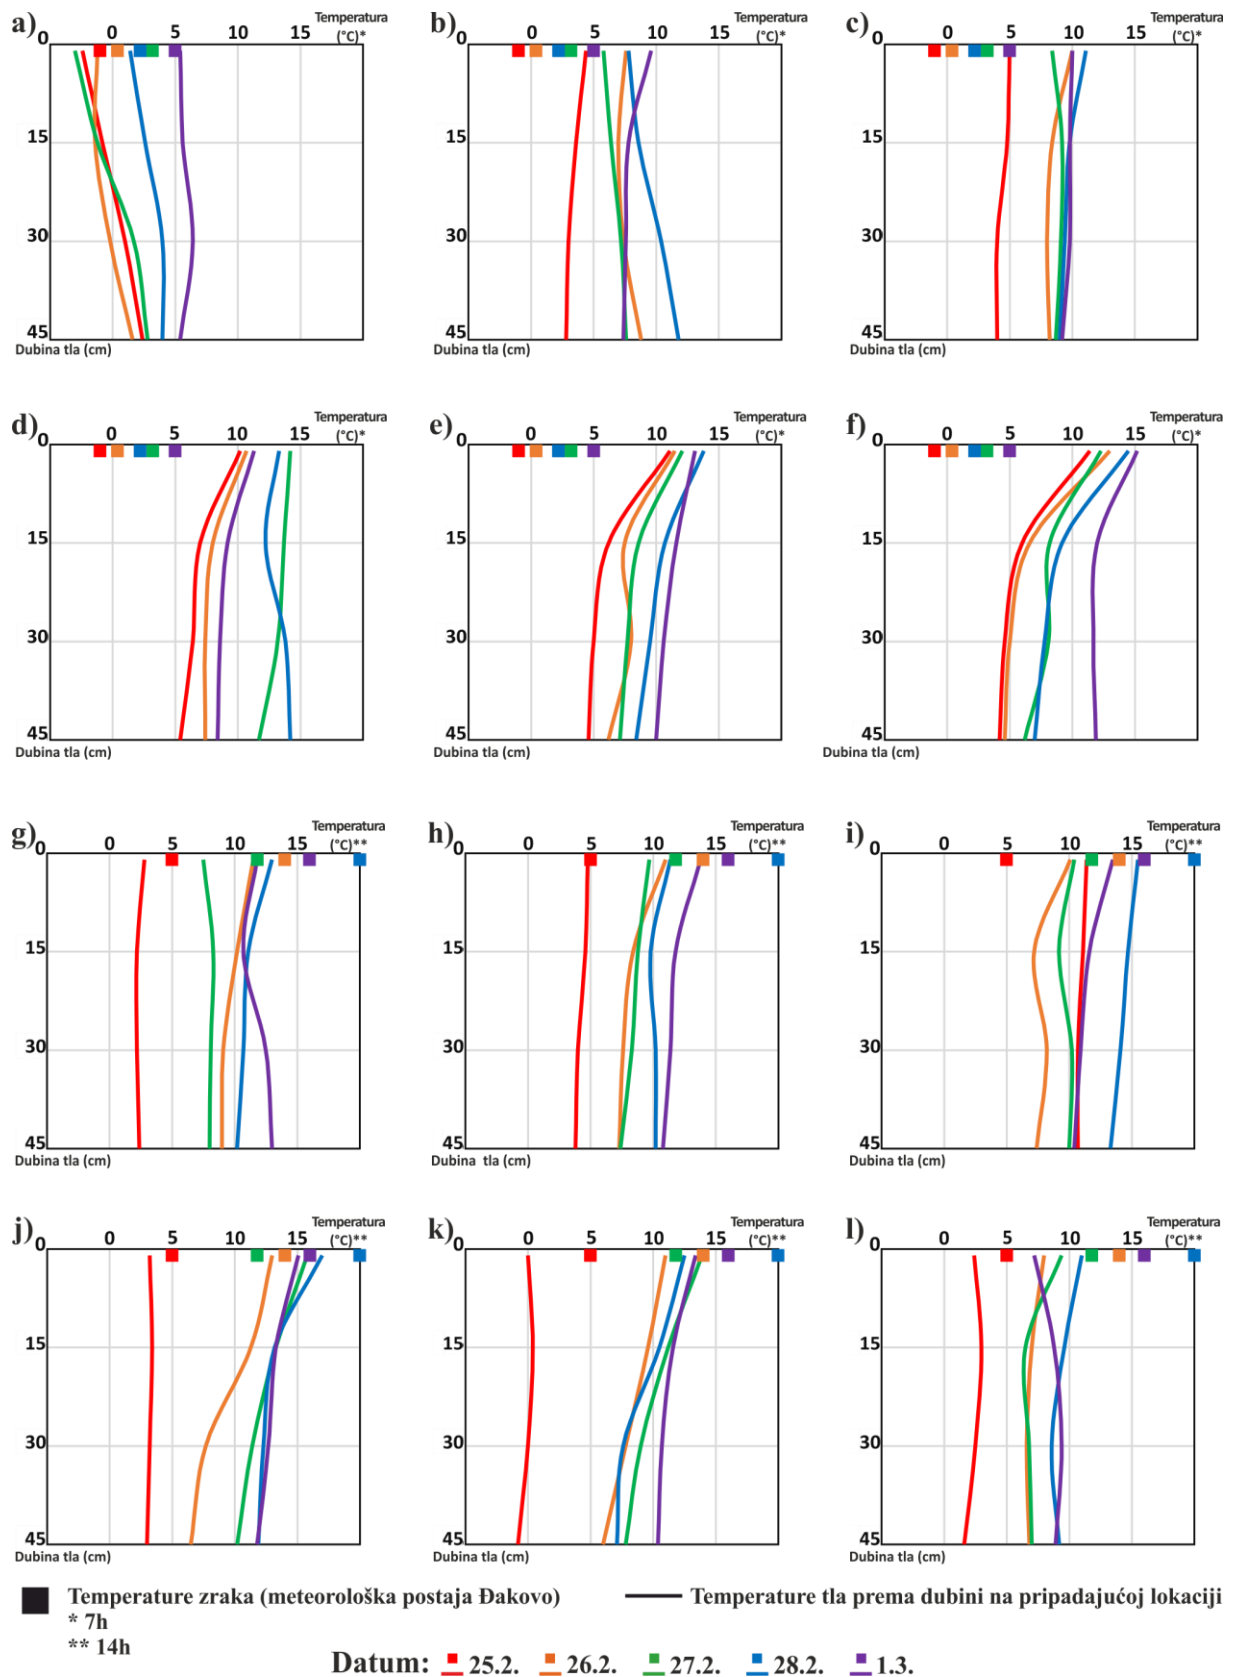 a) Temperatura b) Temperatura c) Temperatura
0 0 5 10 15 (°C)* 0 0 5 10 15 (°C)* 0 0 5 10 15 (°C)*
15 15 15
30 30 30
45 45 45
Dubina tla (cm) Dubina tla (cm) Dubina tla (cm)
d) Temperatura e) Temperatura f) Temperatura
0 0 5 10 15 (°C)* 0 0 5 10 15 (°C)* 0 0 5 10 15 (°C)*
15 15 15
30 30 30
45 45 45
Dubina tla (cm) Dubina tla (cm) Dubina tla (cm)
g) Temperatura h) Temperatura i) Temperatura
0 0 5 10 15 (°C)** 0 0 5 10 15 (°C)** 0 0 5 10 15 (°C)**
15 15 15
30 30 30
45 45 45
Dubina tla (cm) Dubina tla (cm) Dubina tla (cm)
j) Temperatura k) Temperatura l) Temperatura
0 0 5 10 15 (°C)** 0 0 5 10 15 (°C)** 0 0 5 10 15 (°C)**
15 15 15
30 30 30
45 45 45
Dubina tla (cm) Dubina tla (cm) Dubina tla (cm)
Temperature zraka (meteorološka postaja Đakovo) Temperature tla prema dubini na pripadajućoj lokaciji
* 7h
** 14h
Datum: 25.2. 26.2. 27.2. 28.2. 1.3.